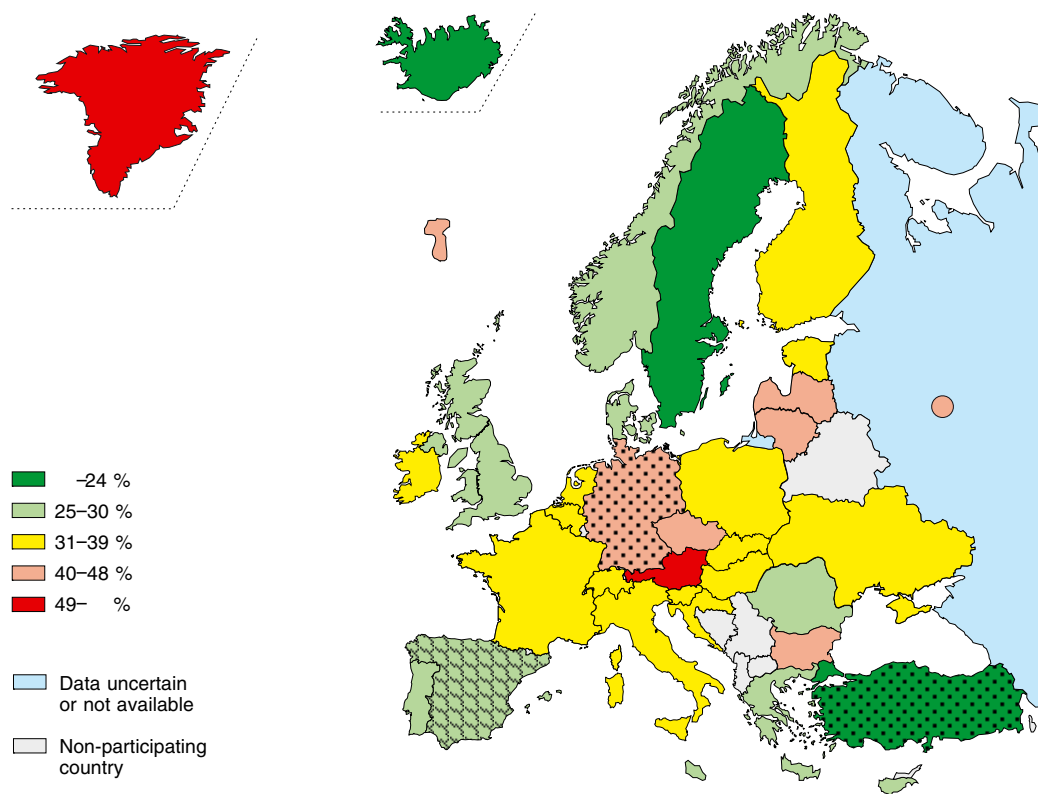 –24 %
25–30 %
31–39 %
40–48 %
49– %
Data uncertain
or not available
Non-participating
country